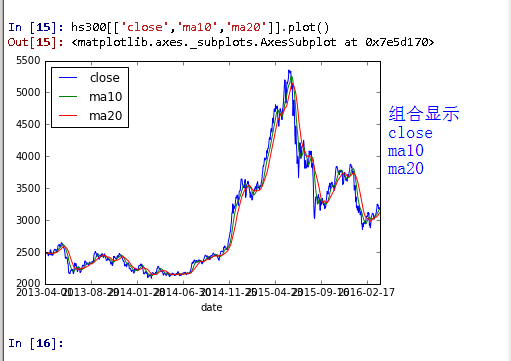 In [15]: hs300[['close','ma10','ma20']].plot()
Out[15]: <matplotlib.axes._subplots.AxesSubplot at 0x7e5d170>
5500
5000
4500
4000
3500
3000
2500
2000
close
ma10
ma20
组合显示
close
ma10
ma20
2013-04-01 2013-08-29 2014-01-28 2014-06-30 2014-11-25 2015-04-28 2015-09-16 2016-02-17
date
In [16]: